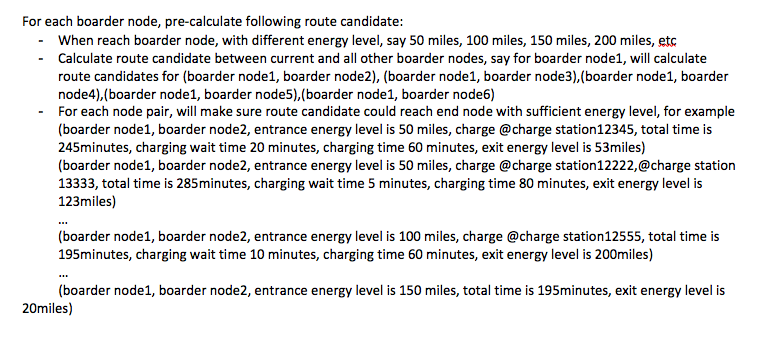 For each boarder node, pre-calculate following route candidate:
- When reach boarder node, with different energy level, say 50 miles, 100 miles, 150 miles, 200 miles, etc
- Calculate route candidate between current and all other boarder nodes, say for boarder node1, will calculate
route candidates for (boarder node1, boarder node2), (boarder node1, boarder node3),(boarder node1, boarder
node4),(boarder node1, boarder node5),(boarder node1, boarder node6)
- For each node pair, will make sure route candidate could reach end node with sufficient energy level, for example
(boarder node1, boarder node2, entrance energy level is 50 miles, charge @charge station12345, total time is
245minutes, charging wait time 20 minutes, charging time 60 minutes, exit energy level is 53miles)
(boarder node1, boarder node2, entrance energy level is 50 miles, charge @charge station12222,@charge station
13333, total time is 285minutes, charging wait time 5 minutes, charging time 80 minutes, exit energy level is
123miles)
...
(boarder node1, boarder node2, entrance energy level is 100 miles, charge @charge station12555, total time is
195minutes, charging wait time 10 minutes, charging time 60 minutes, exit energy level is 200miles)
...
(boarder node1, boarder node2, entrance energy level is 150 miles, total time is 195minutes, exit energy level is
20miles)